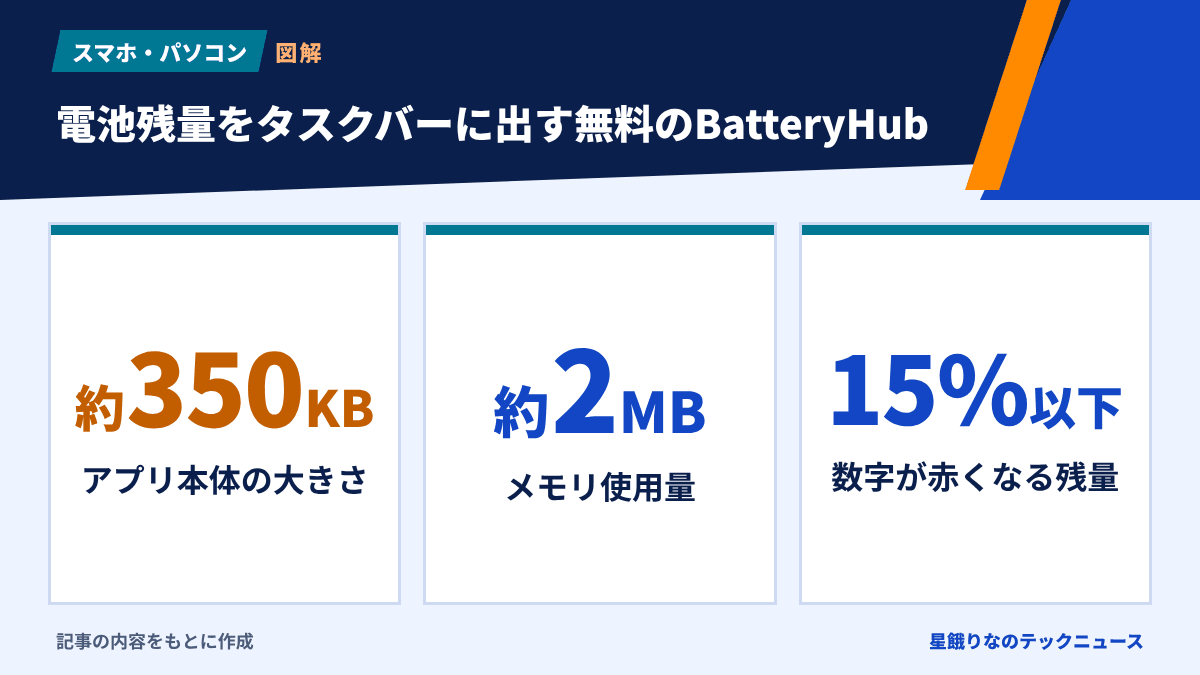 スマホ・パソコン 図解
電池残量をタスクバーに出す無料のBatteryHub
約350KB
アプリ本体の大きさ
約2MB
メモリ使用量
15%以下
数字が赤くなる残量
記事の内容をもとに作成
星餓りなのテックニュース